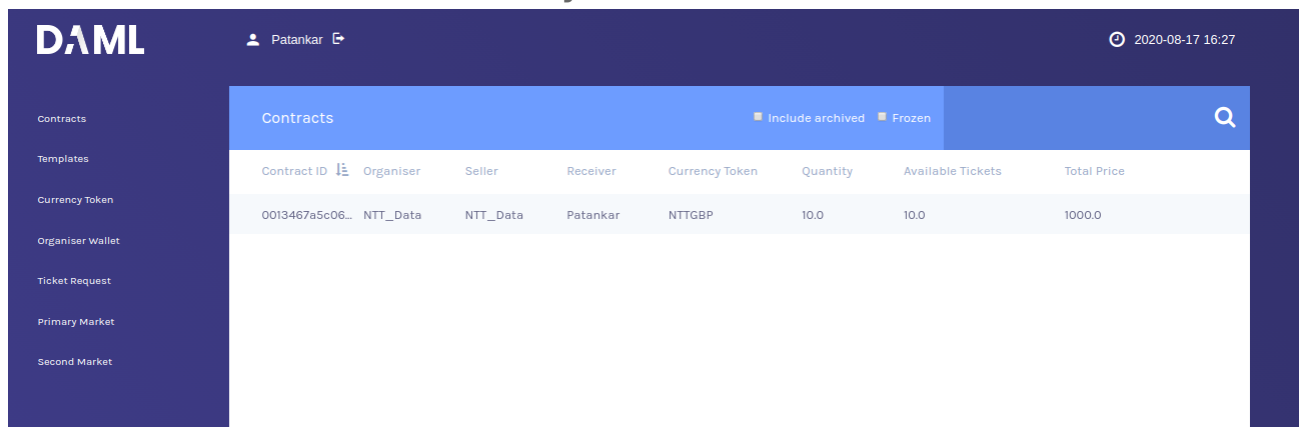 DAML
Patankar
2020-08-17 16:27
Contracts
Templates
Currency Token
Organiser Wallet
Ticket Request
Primary Market
Second Market
Contracts
Include archived Frozen
Contract ID Organiser Seller Receiver Currency Token Quantity Available Tickets Total Price
0013467a5c06... NTT_Data NTT_Data Patankar NTTGBP 10.0 10.0 1000.0